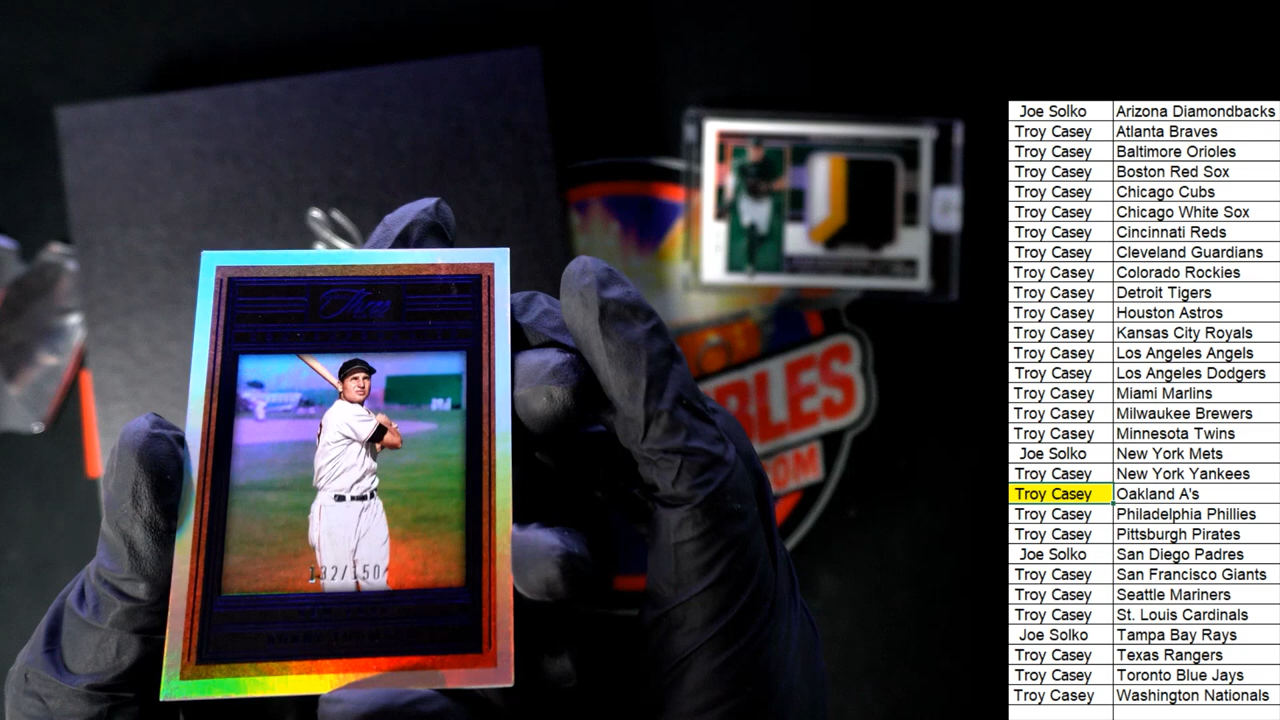 Three
132/150
BLES
COM
Joe Solko Arizona Diamondbacks
Troy Casey Atlanta Braves
Troy Casey Baltimore Orioles
Troy Casey Boston Red Sox
Troy Casey Chicago Cubs
Troy Casey Chicago White Sox
Troy Casey Cincinnati Reds
Troy Casey Cleveland Guardians
Troy Casey Colorado Rockies
Troy Casey Detroit Tigers
Troy Casey Houston Astros
Troy Casey Kansas City Royals
Troy Casey Los Angeles Angels
Troy Casey Los Angeles Dodgers
Troy Casey Miami Marlins
Troy Casey Milwaukee Brewers
Troy Casey Minnesota Twins
Joe Solko New York Mets
Troy Casey New York Yankees
Troy Casey Oakland A's
Troy Casey Philadelphia Phillies
Troy Casey Pittsburgh Pirates
Joe Solko San Diego Padres
Troy Casey San Francisco Giants
Troy Casey Seattle Mariners
Troy Casey St. Louis Cardinals
Joe Solko Tampa Bay Rays
Troy Casey Texas Rangers
Troy Casey Toronto Blue Jays
Troy Casey Washington Nationals